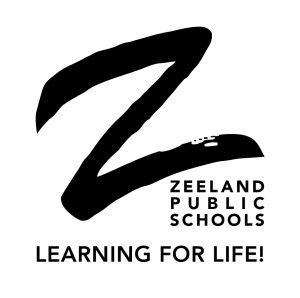 Z
ZEELAND
PUBLIC
SCHOOLS
LEARNING FOR LIFE!